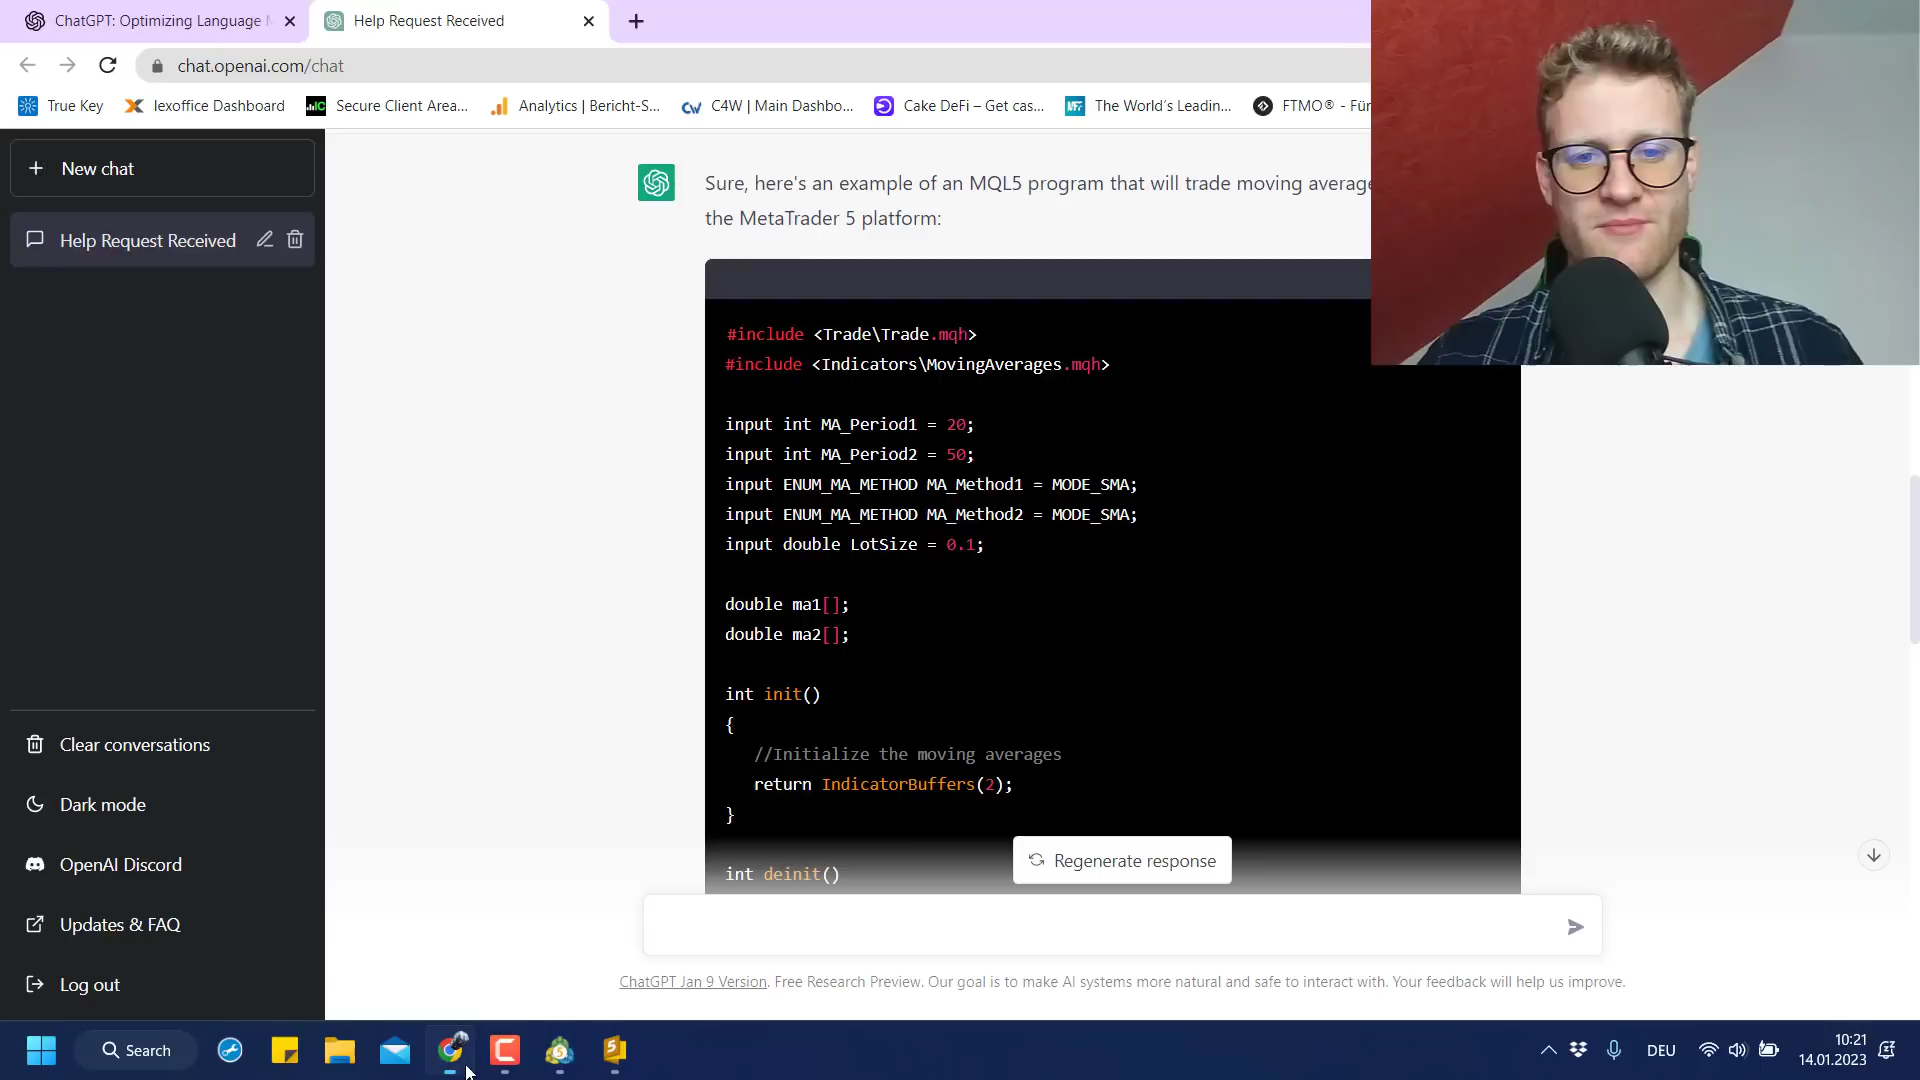 ChatGPT: Optimizing Language
Help Request Received
chat.openai.com/chat
True Key
lexoffice Dashboard
Secure Client Area...
Analytics | Bericht-S...
C4W | Main Dashbo...
Cake DeFi – Get cas...
The World's Leadin...
FTMO® - Für
New chat
Help Request Received
Sure, here's an example of an MQL5 program that will trade moving average
the MetaTrader 5 platform:
#include <Trade\Trade.mqh>
#include <Indicators\MovingAverages.mqh>
input int MA_Period1 = 20;
input int MA_Period2 = 50;
input ENUM_MA_METHOD MA_Method1 = MODE_SMA;
input ENUM_MA_METHOD MA_Method2 = MODE_SMA;
input double LotSize = 0.1;
double ma1[];
double ma2[];
int init()
{
//Initialize the moving averages
return IndicatorBuffers(2);
}
int deinit()
Regenerate response
Clear conversations
Dark mode
OpenAI Discord
Updates & FAQ
Log out
ChatGPT Jan 9 Version. Free Research Preview. Our goal is to make AI systems more natural and safe to interact with. Your feedback will help us improve.
Search
DEU
10:21
14.01.2023